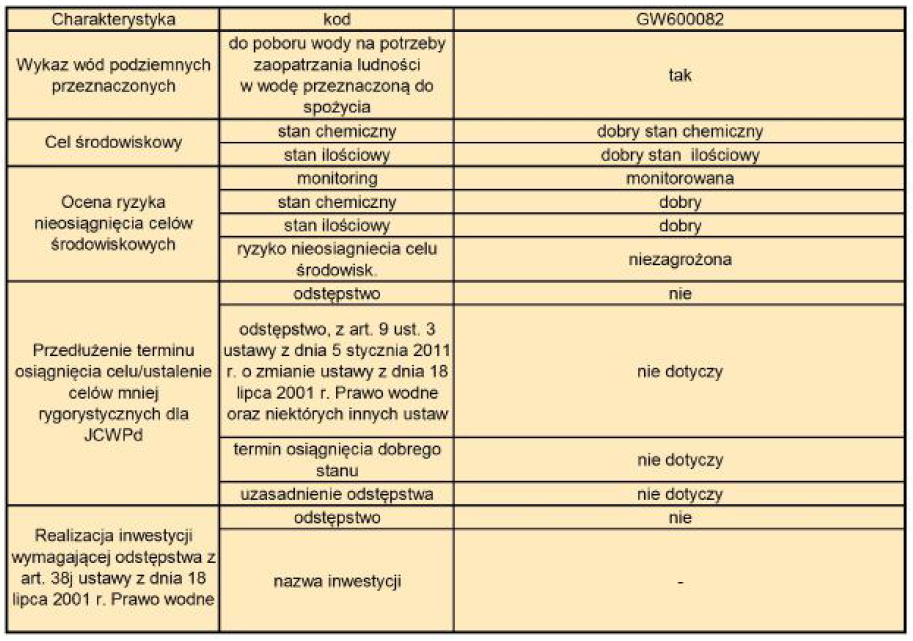 Charakterystyka kod GW600082
Wykaz wód podziemnych
przeznaczonych
do poboru wody na potrzeby
zaopatrzania ludności
w wodę przeznaczoną do
spożycia
tak
Cel środowiskowy
stan chemiczny dobry stan chemiczny
stan ilościowy dobry stan ilościowy
Ocena ryzyka
nieosiągnięcia celów
środowiskowych
monitoring monitorowana
stan chemiczny dobry
stan ilościowy dobry
ryzyko nieosiagniecia celu
środowisk.
niezagrożona
Przedłużenie terminu
osiągnięcia celu/ustalenie
celów mniej
rygorystycznych dla
JCWPd
odstępstwo nie
odstępstwo, z art. 9 ust. 3
ustawy z dnia 5 stycznia 2011
r. o zmianie ustawy z dnia 18
lipca 2001 r. Prawo wodne
oraz niektórych innych ustaw
nie dotyczy
termin osiągnięcia dobrego
stanu
nie dotyczy
uzasadnienie odstępstwa nie dotyczy
Realizacja inwestycji
wymagającej odstępstwa z
art. 38j ustawy z dnia 18
lipca 2001 r. Prawo wodne
odstępstwo nie
nazwa inwestycji -